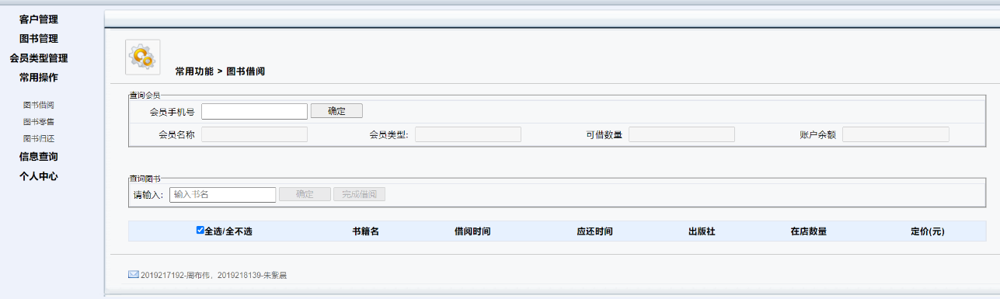 客户管理
图书管理
会员类型管理
常用操作
图书借阅
图书零售
图书归还
信息查询
个人中心
常用功能 > 图书借阅
查询会员
会员手机号 确定
会员名称 会员类型: 可借数量 账户余额
查询图书
请输入: 输入书名 确定 完成借阅
全选/全不选 书籍名 借阅时间 应还时间 出版社 在店数量 定价(元)
2019217192-周布伟，2019218139-朱紫晨